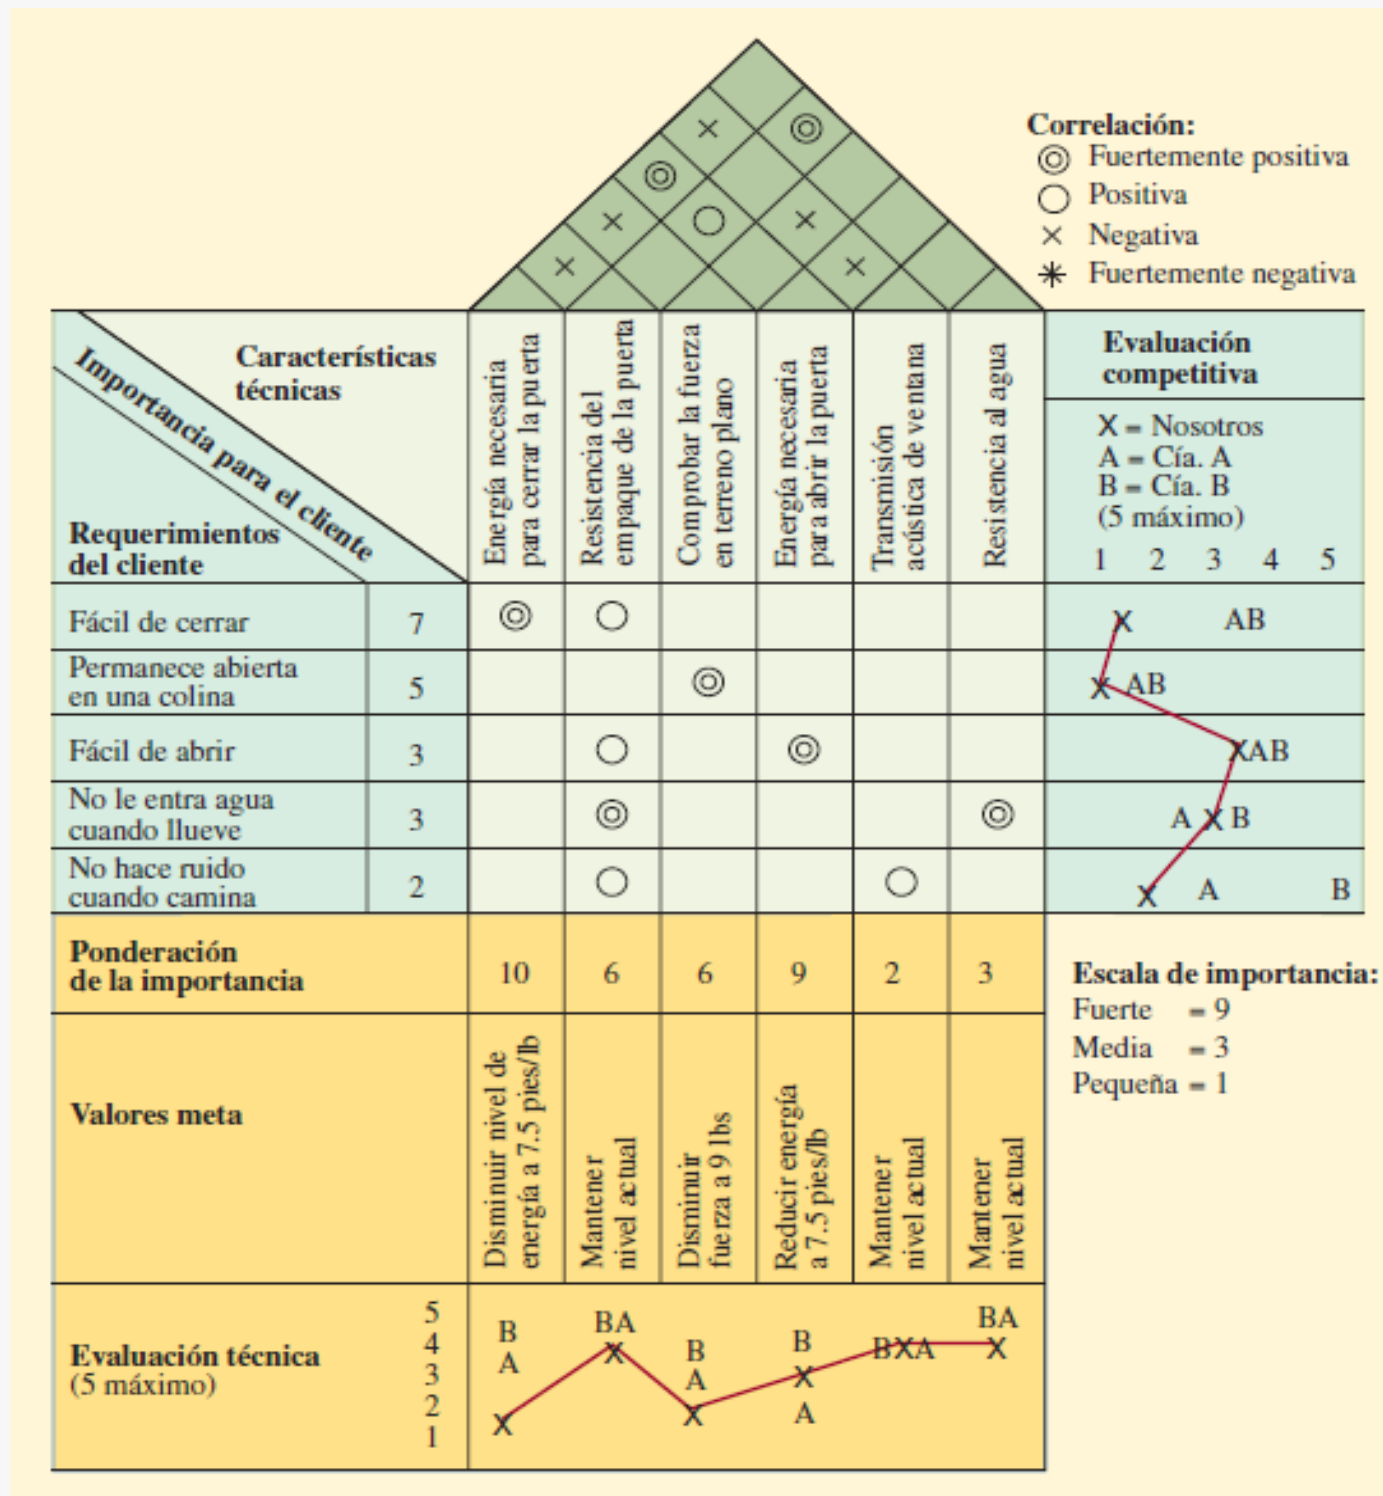 Correlación:
◎ Fuertemente positiva
○ Positiva
× Negativa
✳ Fuertemente negativa
Importancia para el cliente
Características
técnicas
Requerimientos
del cliente
Energía necesaria
para cerrar la puerta
Resistencia del
empaque de la puerta
Comprobar la fuerza
en terreno plano
Energía necesaria
para abrir la puerta
Transmisión
acústica de ventana
Resistencia al agua
Evaluación
competitiva
X = Nosotros
A = Cía. A
B = Cía. B
(5 máximo)
1 2 3 4 5
Fácil de cerrar 7 X AB
Permanece abierta
en una colina 5 X AB
Fácil de abrir 3 XAB
No le entra agua
cuando llueve 3 A X B
No hace ruido
cuando camina 2 X A B
Ponderación
de la importancia 10 6 6 9 2 3
Escala de importancia:
Fuerte = 9
Media = 3
Pequeña = 1
Valores meta
Disminuir nivel de
energía a 7.5 pies/lb
Mantener
nivel actual
Disminuir
fuerza a 9 lbs
Reducir energía
a 7.5 pies/lb
Mantener
nivel actual
Mantener
nivel actual
Evaluación técnica
(5 máximo)
5
4
3
2
1
B
A
X
BA
X
B
A
X
B
X
A
BXA
BA
X